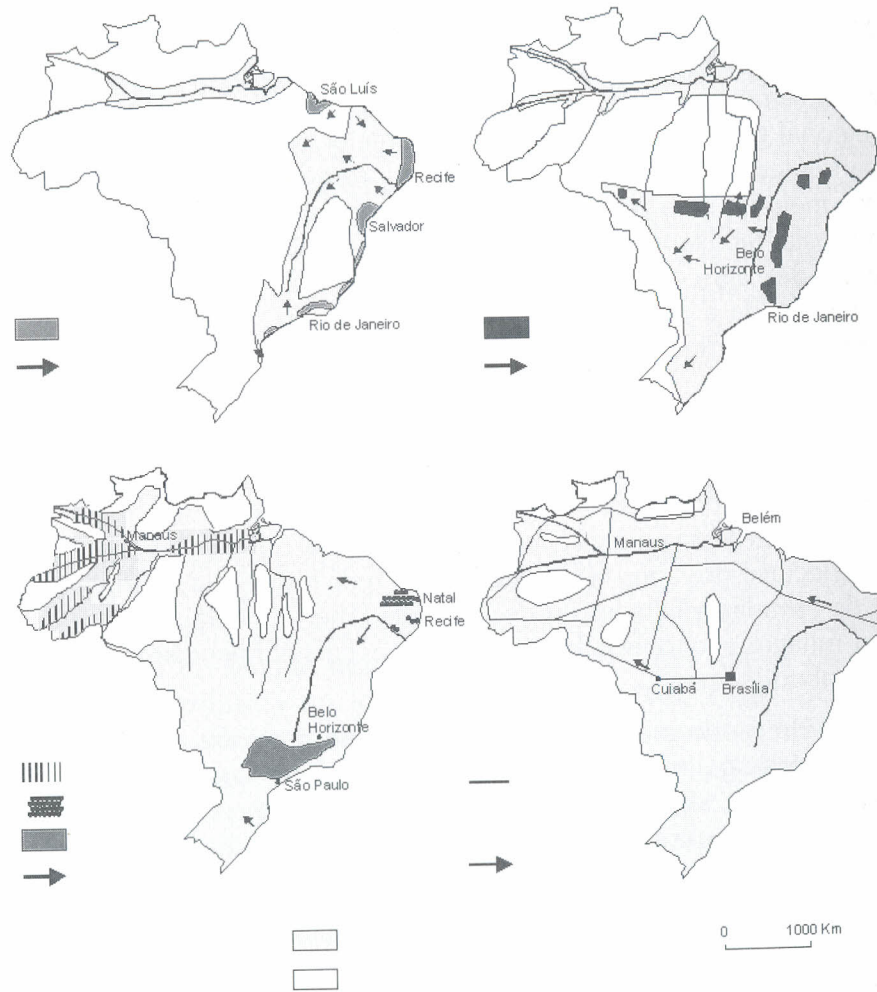 São Luís
Recife
Salvador
Rio de Janeiro
Belo
Horizonte
Rio de Janeiro
Manaus
Natal
Recife
Belo
Horizonte
São Paulo
Belém
Manaus
Cuiabá
Brasília
0 1000 Km